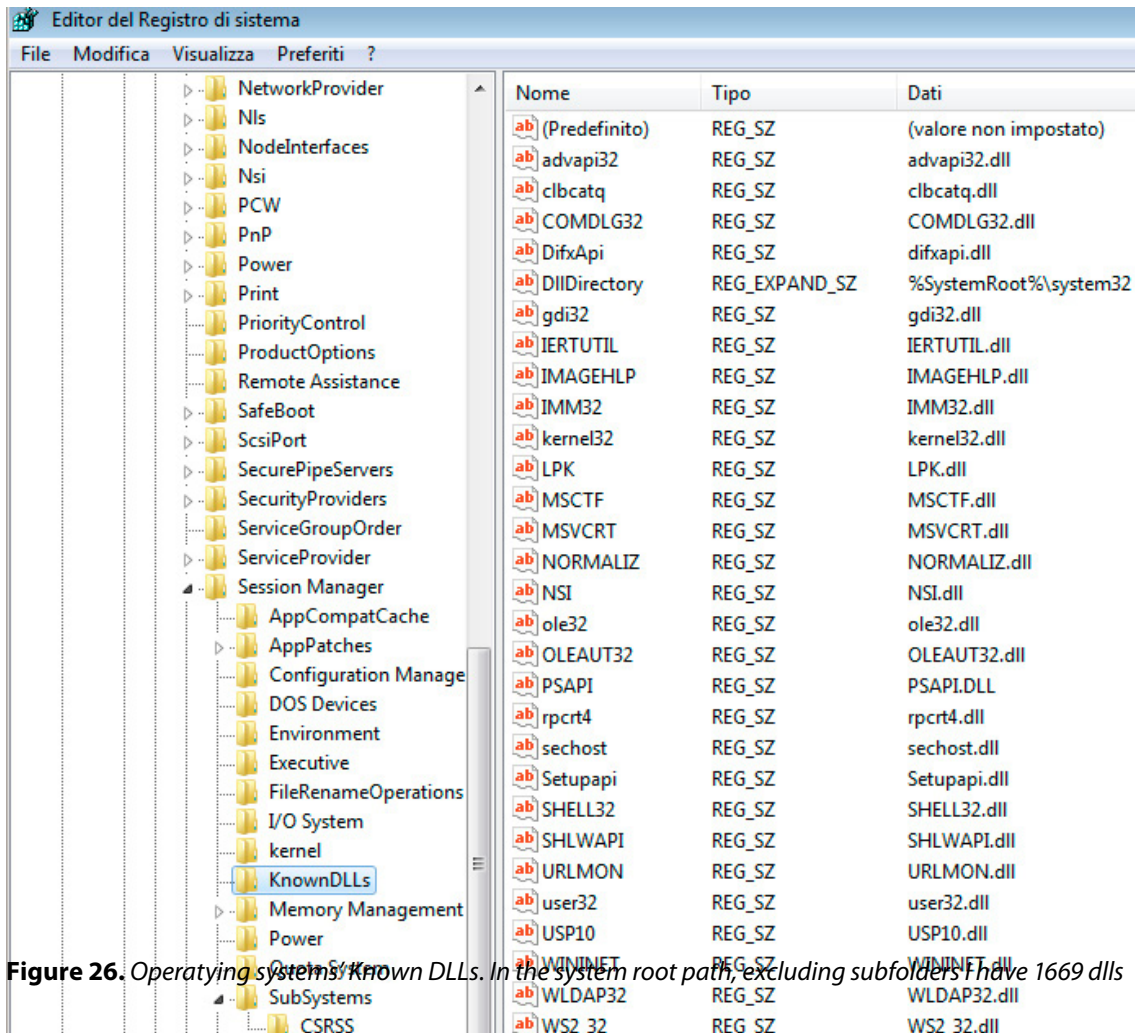 Editor del Registro di sistema
File Modifica Visualizza Preferiti ?
NetworkProvider
Nls
NodeInterfaces
Nsi
PCW
PnP
Power
Print
PriorityControl
ProductOptions
Remote Assistance
SafeBoot
ScsiPort
SecurePipeServers
SecurityProviders
ServiceGroupOrder
ServiceProvider
Session Manager
AppCompatCache
AppPatches
Configuration Manage
DOS Devices
Environment
Executive
FileRenameOperations
I/O System
kernel
KnownDLLs
Memory Management
Power
Quota System
SubSystems
CSRSS
Nome Tipo Dati
(Predefinito) REG_SZ (valore non impostato)
advapi32 REG_SZ advapi32.dll
clbcatq REG_SZ clbcatq.dll
COMDLG32 REG_SZ COMDLG32.dll
DifxApi REG_SZ difxapi.dll
DllDirectory REG_EXPAND_SZ %SystemRoot%\system32
gdi32 REG_SZ gdi32.dll
IERTUTIL REG_SZ IERTUTIL.dll
IMAGEHLP REG_SZ IMAGEHLP.dll
IMM32 REG_SZ IMM32.dll
kernel32 REG_SZ kernel32.dll
LPK REG_SZ LPK.dll
MSCTF REG_SZ MSCTF.dll
MSVCRT REG_SZ MSVCRT.dll
NORMALIZ REG_SZ NORMALIZ.dll
NSI REG_SZ NSI.dll
ole32 REG_SZ ole32.dll
OLEAUT32 REG_SZ OLEAUT32.dll
PSAPI REG_SZ PSAPI.DLL
rpcrt4 REG_SZ rpcrt4.dll
sechost REG_SZ sechost.dll
Setupapi REG_SZ Setupapi.dll
SHELL32 REG_SZ SHELL32.dll
SHLWAPI REG_SZ SHLWAPI.dll
URLMON REG_SZ URLMON.dll
user32 REG_SZ user32.dll
USP10 REG_SZ USP10.dll
WININET REG_SZ WININET.dll
WLDAP32 REG_SZ WLDAP32.dll
WS2_32 REG_SZ WS2_32.dll
Figure 26. Operatying systems' Known DLLs. In the system root path, excluding subfolders I have 1669 dlls